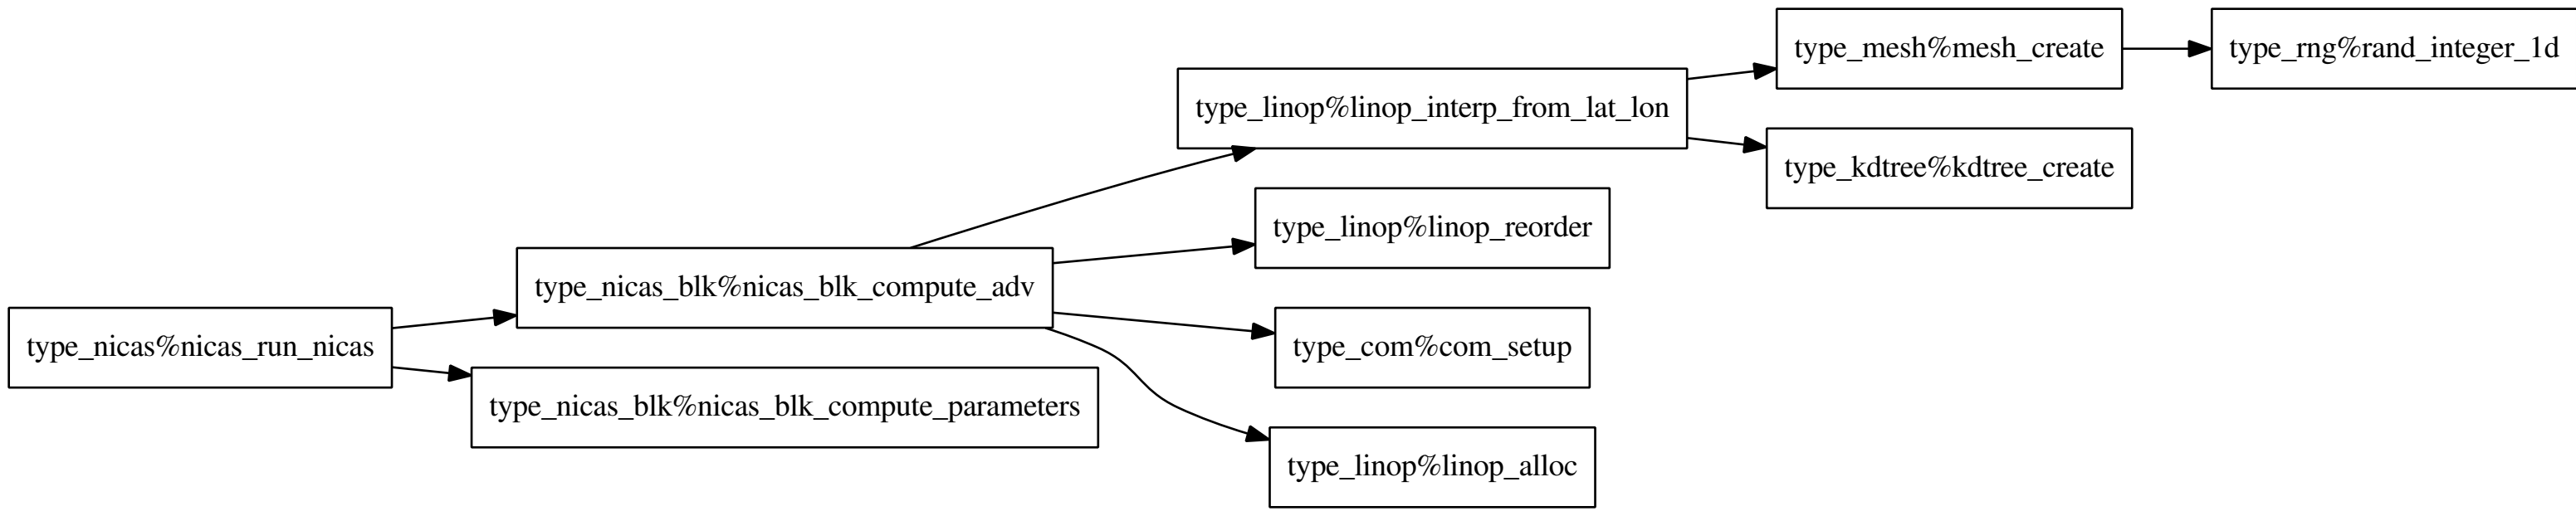 type_mesh%mesh_create
type_rng%rand_integer_1d
type_linop%linop_interp_from_lat_lon
type_kdtree%kdtree_create
type_linop%linop_reorder
type_nicas_blk%nicas_blk_compute_adv
type_nicas%nicas_run_nicas
type_com%com_setup
type_nicas_blk%nicas_blk_compute_parameters
type_linop%linop_alloc